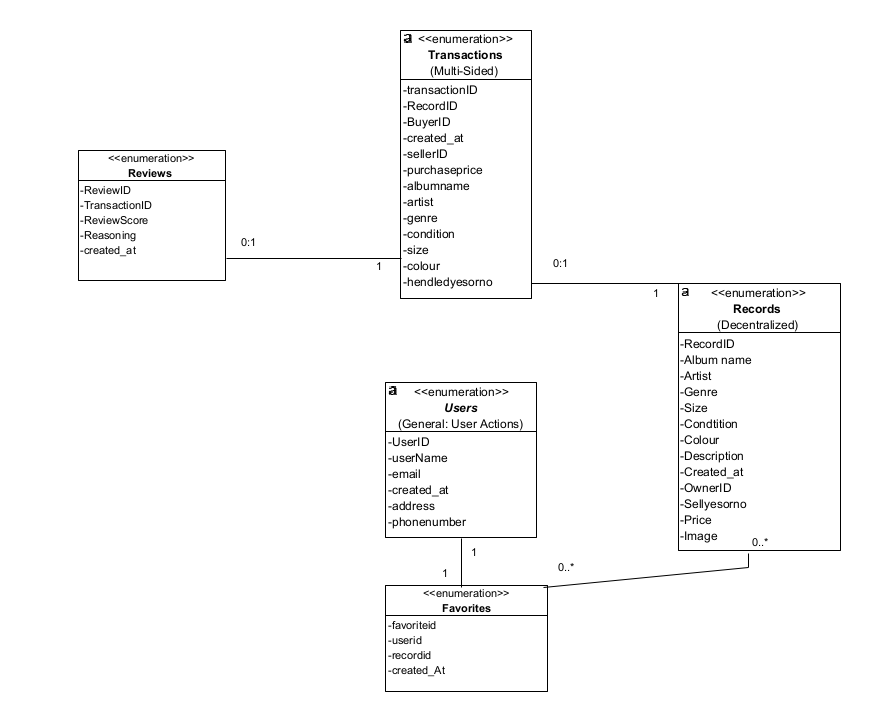 a <<enumeration>>
Transactions
(Multi-Sided)
-transactionID
-RecordID
-BuyerID
-created_at
-sellerID
-purchaseprice
-albumname
-artist
-genre
-condition
-size
-colour
-hendledyesorno
<<enumeration>>
Reviews
-ReviewID
-TransactionID
-ReviewScore
-Reasoning
-created_at
0:1
1
0:1
1
a <<enumeration>>
Records
(Decentralized)
-RecordID
-Album name
-Artist
-Genre
-Size
-Condtition
-Colour
-Description
-Created_at
-OwnerID
-Sellyesorno
-Price
-Image
0..*
a <<enumeration>>
Users
(General: User Actions)
-UserID
-userName
-email
-created_at
-address
-phonenumber
1
1
0..*
<<enumeration>>
Favorites
-favoriteid
-userid
-recordid
-created_At